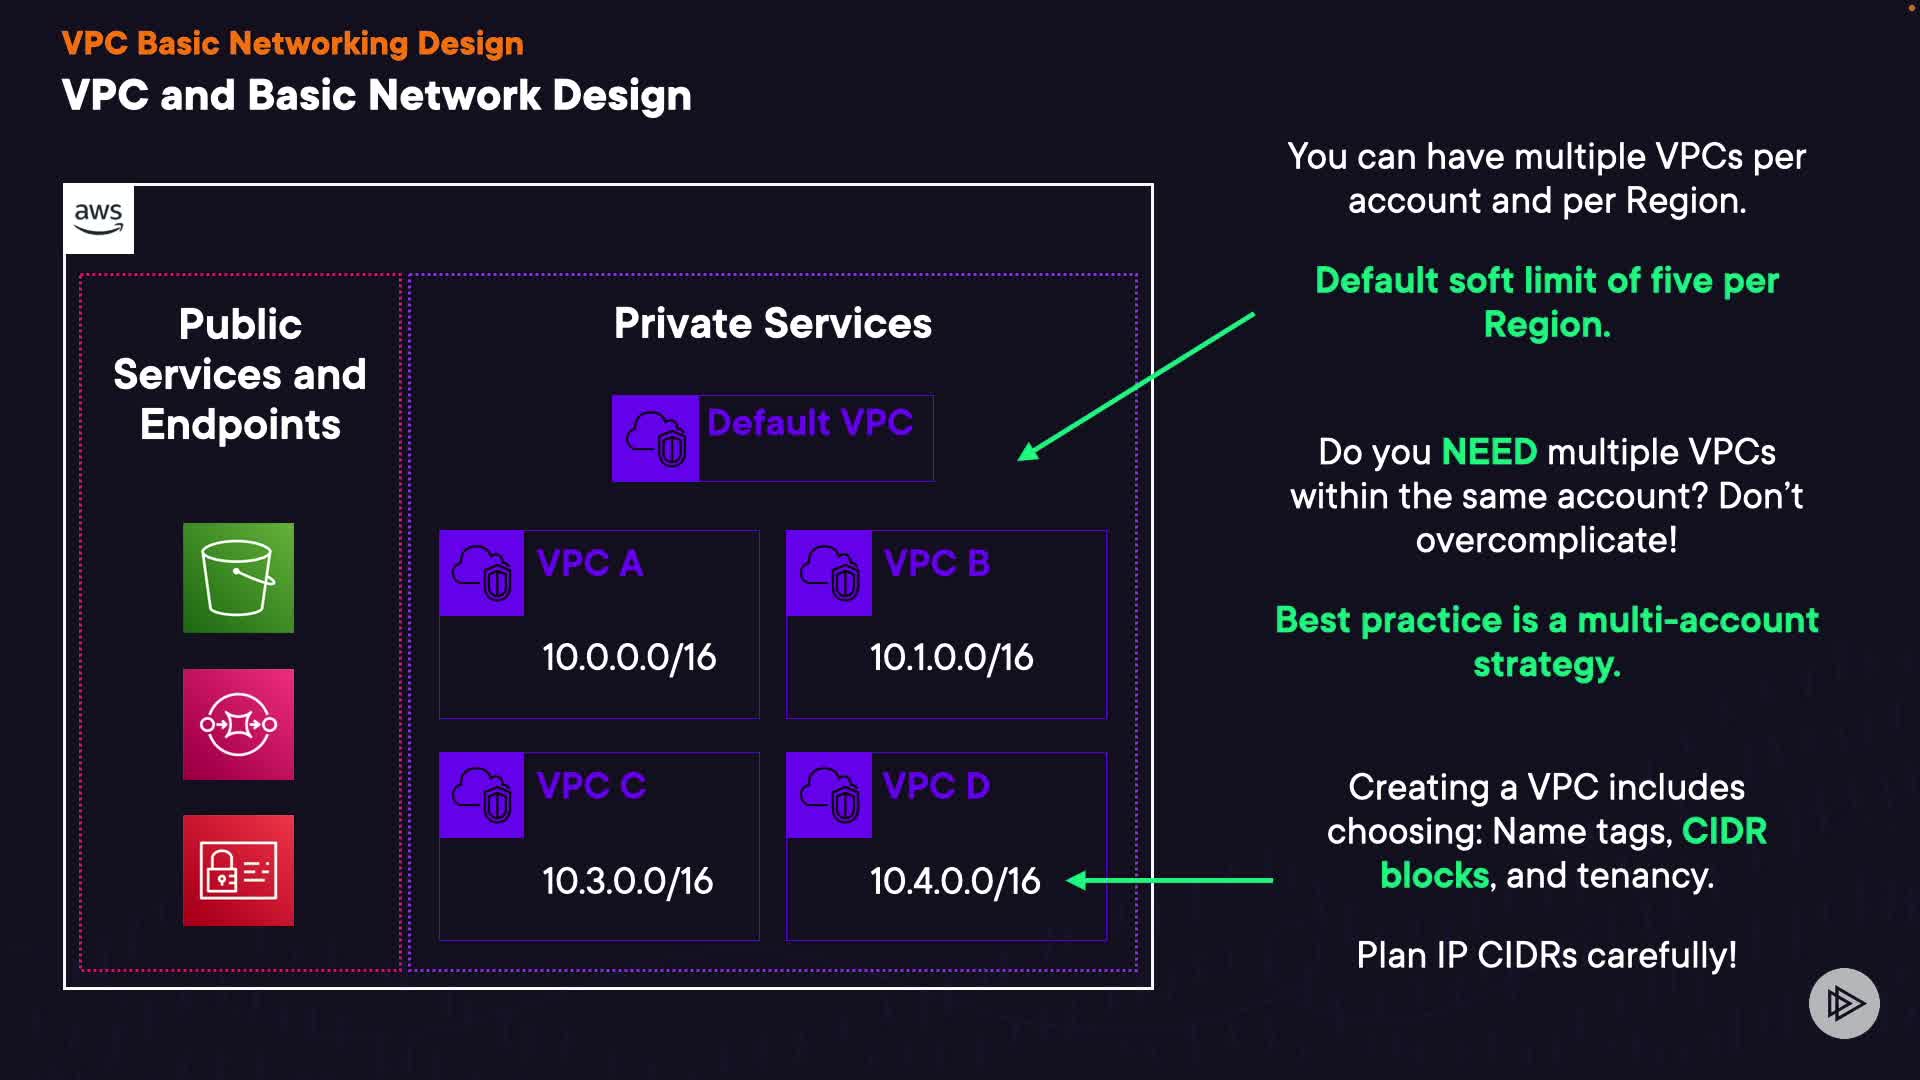 VPC Basic Networking Design
VPC and Basic Network Design
aws
Public
Services and
Endpoints
Private Services
Default VPC
VPC A
10.0.0.0/16
VPC B
10.1.0.0/16
VPC C
10.3.0.0/16
VPC D
10.4.0.0/16
You can have multiple VPCs per
account and per Region.
Default soft limit of five per
Region.
Do you NEED multiple VPCs
within the same account? Don’t
overcomplicate!
Best practice is a multi-account
strategy.
Creating a VPC includes
choosing: Name tags, CIDR
blocks, and tenancy.
Plan IP CIDRs carefully!